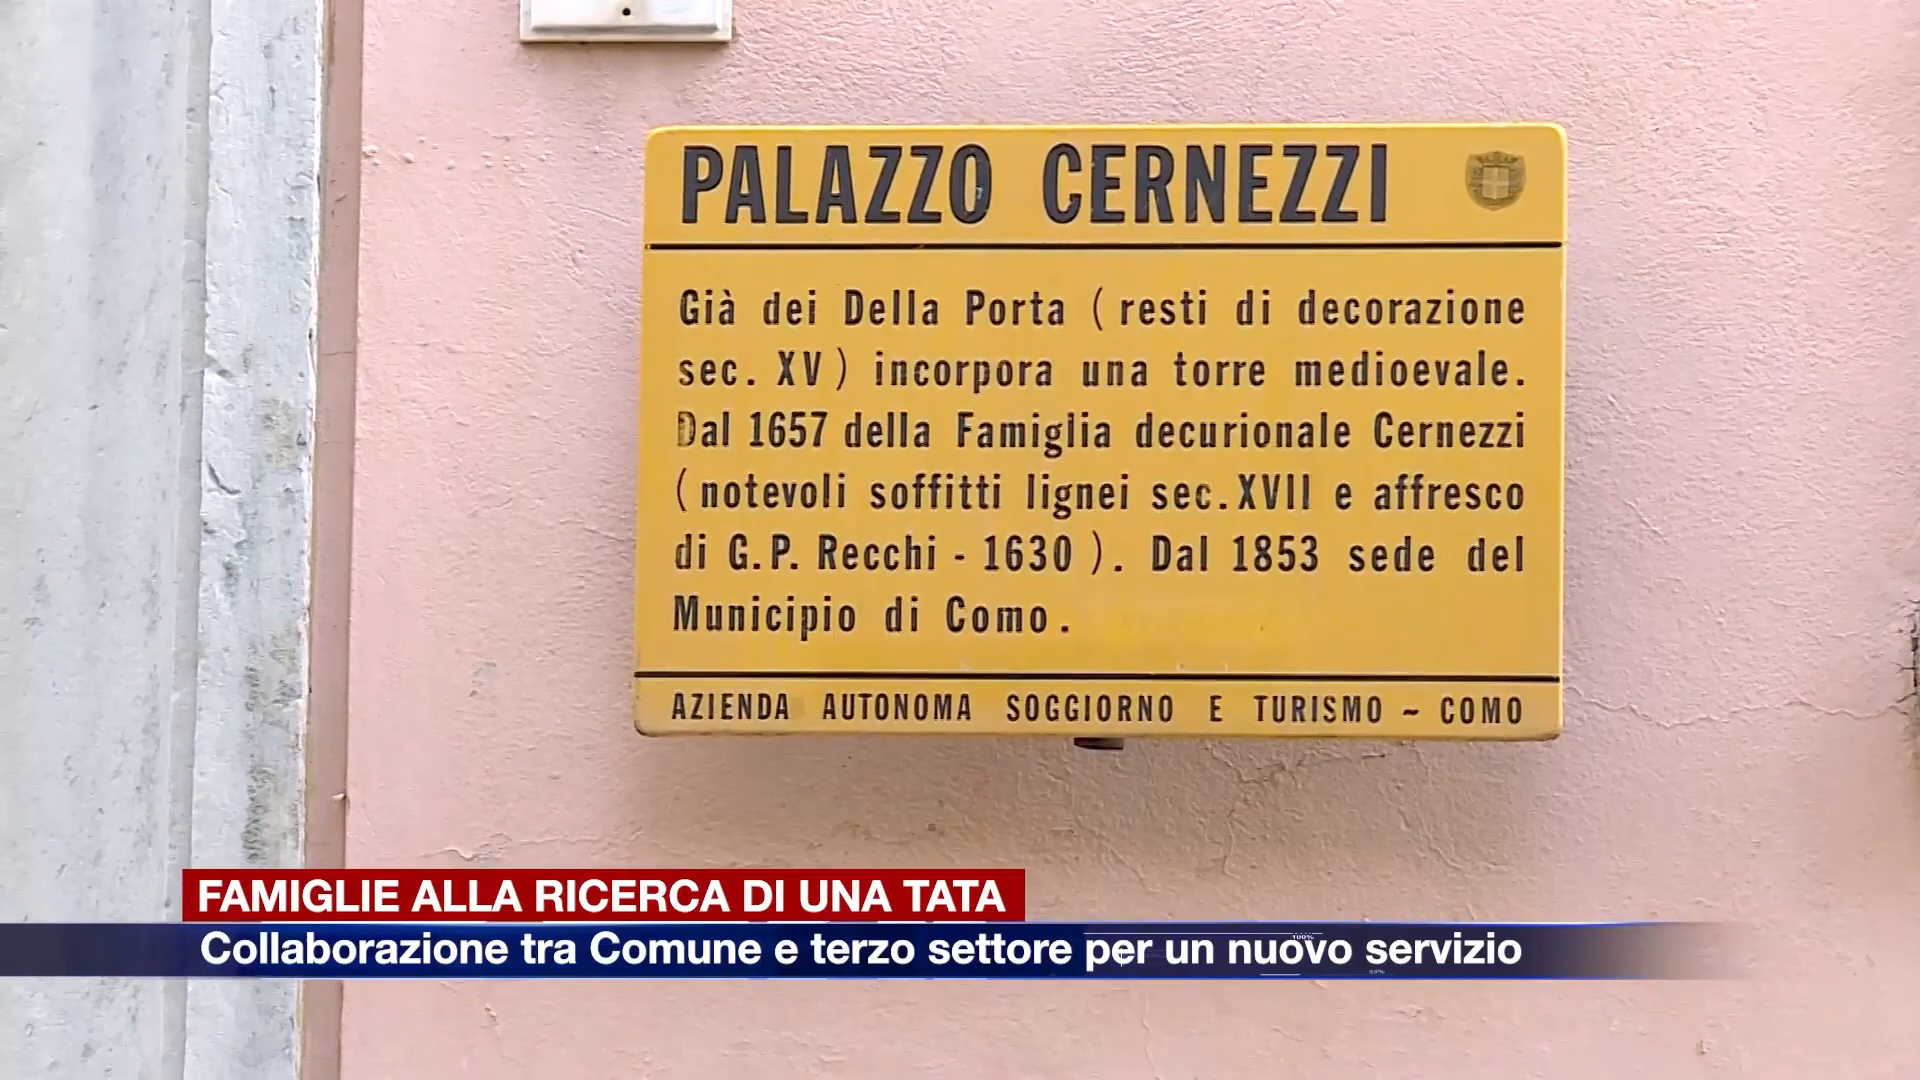 PALAZZO CERNEZZI
Già dei Della Porta (resti di decorazione
sec. XV) incorpora una torre medioevale.
Dal 1657 della Famiglia decurionale Cernezzi
(notevoli soffitti lignei sec. XVII e affresco
di G.P. Recchi - 1630). Dal 1853 sede del
Municipio di Como.
AZIENDA AUTONOMA SOGGIORNO E TURISMO ~ COMO
FAMIGLIE ALLA RICERCA DI UNA TATA
Collaborazione tra Comune e terzo settore per un nuovo servizio